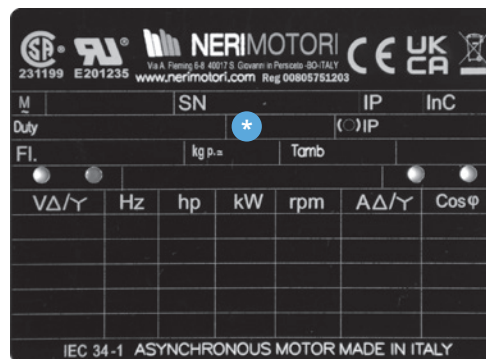 SP® RU® NERIMOTORI CE UK CA
Via A. Fleming 6-8 40017 S. Giovanni in Persiceto -BO-ITALY
231199 E201235 www.nerimotori.com Reg 00805751203
M~ SN IP InC
Duty * (○)IP
Fl. kg p.≃ Tamb
V∆/Y Hz hp kW rpm A∆/Y Cosφ
IEC 34-1 ASYNCHRONOUS MOTOR MADE IN ITALY